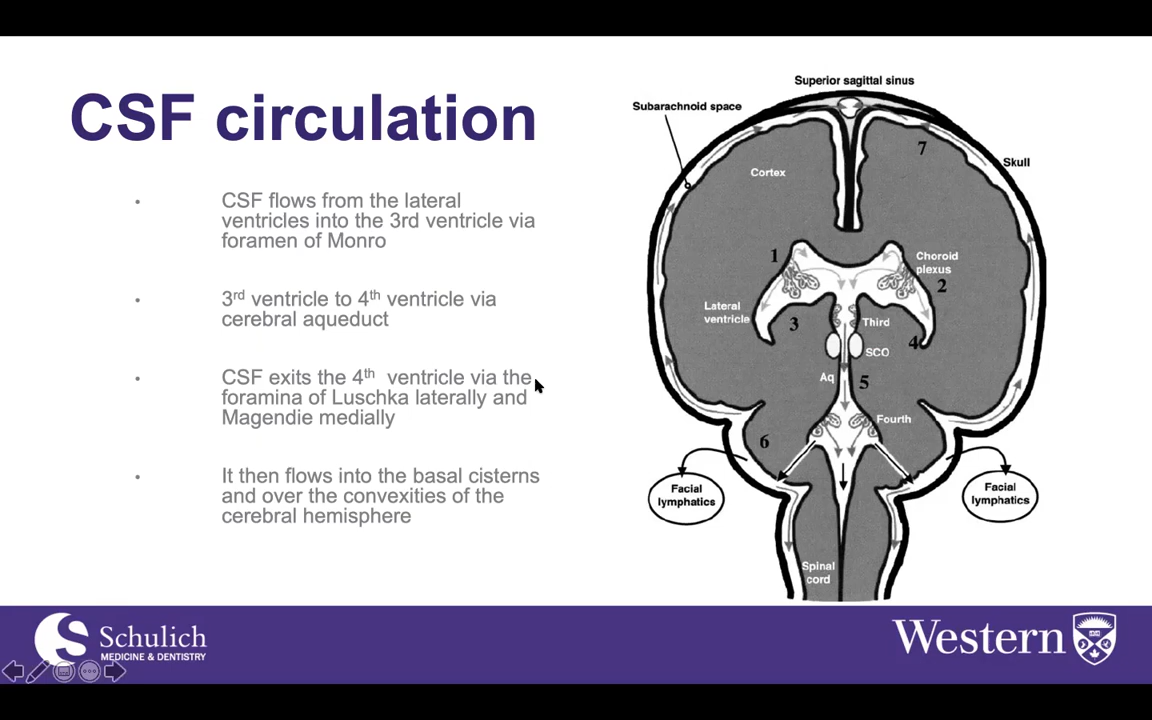 CSF circulation
• CSF flows from the lateral
ventricles into the 3rd ventricle via
foramen of Monro
• 3rd ventricle to 4th ventricle via
cerebral aqueduct
• CSF exits the 4th ventricle via the
foramina of Luschka laterally and
Magendie medially
• It then flows into the basal cisterns
and over the convexities of the
cerebral hemisphere
Superior sagittal sinus
Subarachnoid space
7
Skull
Cortex
1
Choroid
plexus
2
Lateral
ventricle
3
Third
4
SCO
Aq
5
Fourth
6
Facial
lymphatics
Facial
lymphatics
Spinal
cord
Schulich
MEDICINE & DENTISTRY
Western